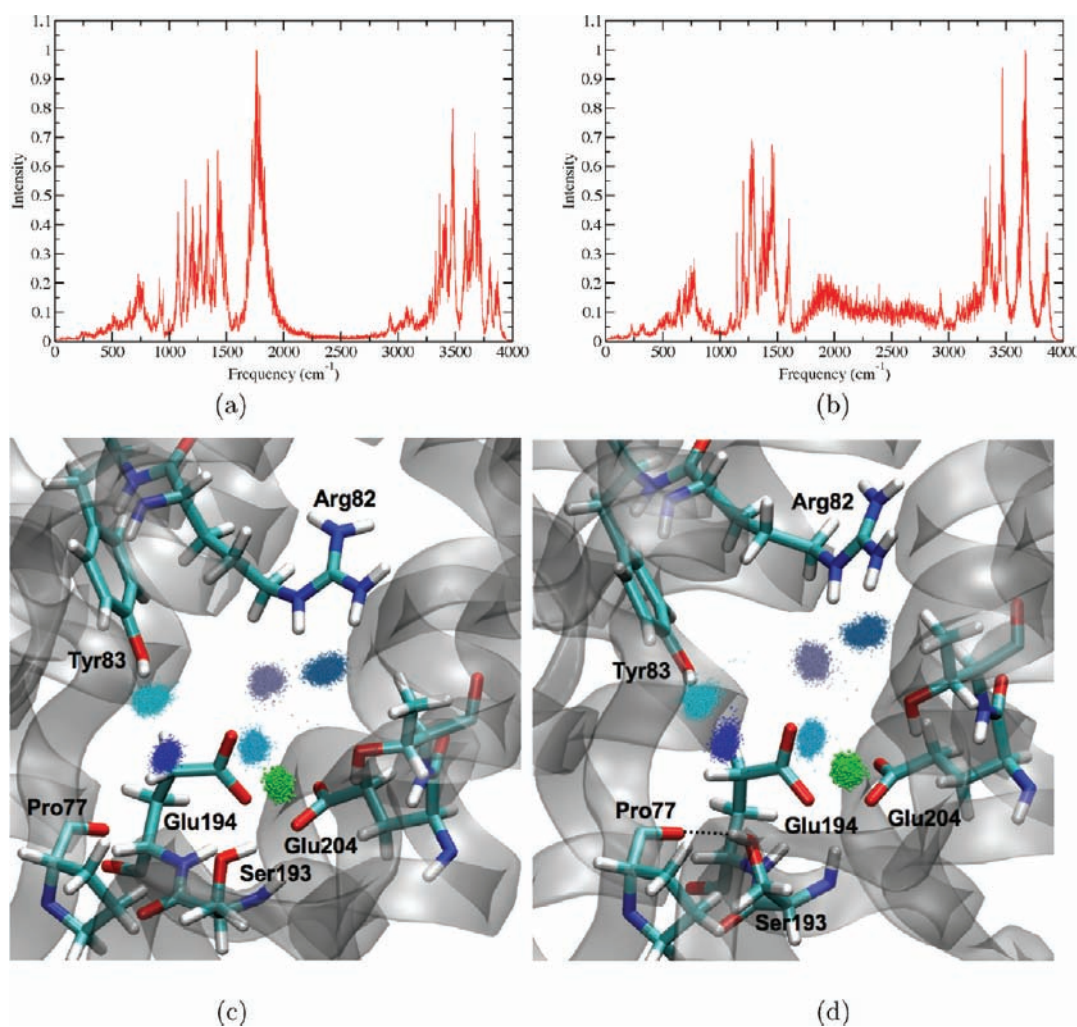 1.1
1
0.9
0.8
0.7
0.6
0.5
0.4
0.3
0.2
0.1
0
Intensity
0 500 1000 1500 2000 2500 3000 3500 4000
Frequency (cm⁻¹)
(a)
1.1
1
0.9
0.8
0.7
0.6
0.5
0.4
0.3
0.2
0.1
0
Intensity
0 500 1000 1500 2000 2500 3000 3500 4000
Frequency (cm⁻¹)
(b)
Arg82
Tyr83
Pro77
Glu194
Glu204
Ser193
(c)
Arg82
Tyr83
Pro77
Glu194
Glu204
Ser193
(d)